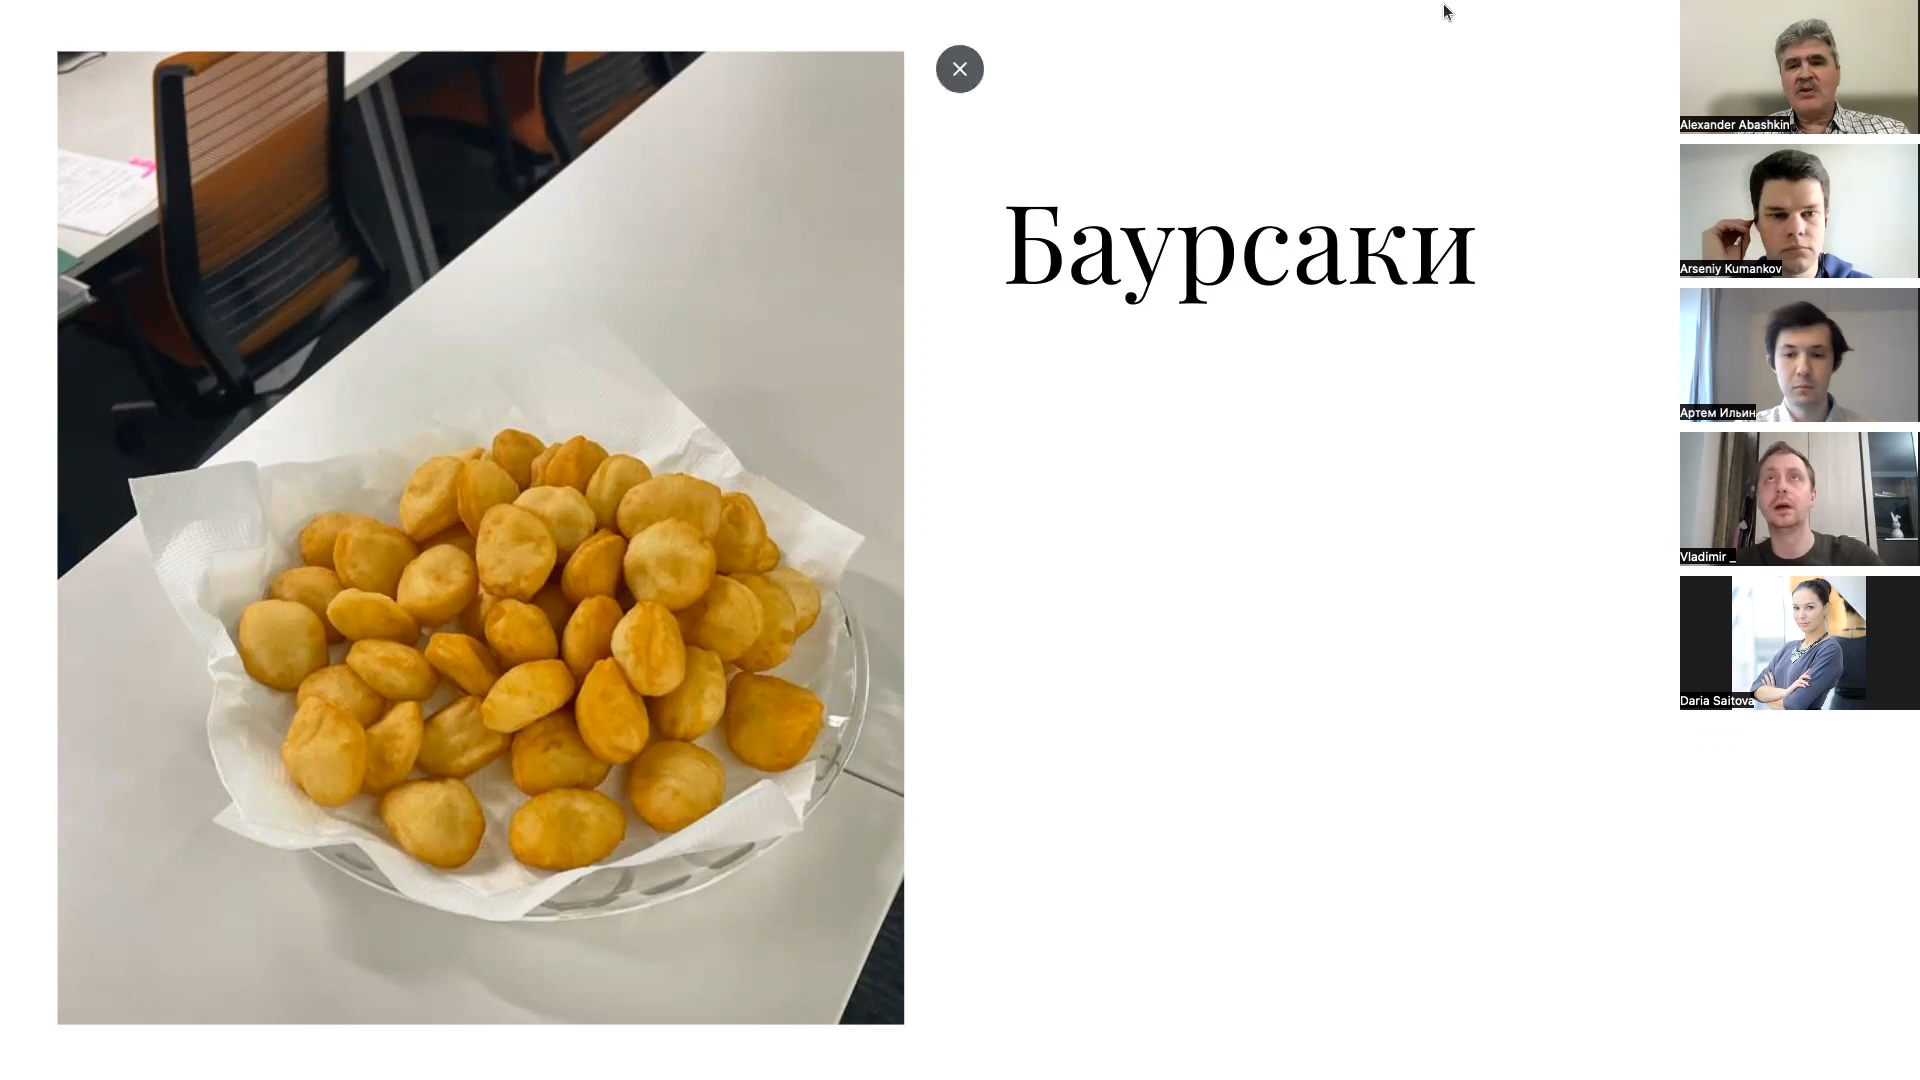 Баурсаки
Alexander Abashkin
Arseniy Kumankov
Артем Ильин
Vladimir _
Daria Saitova